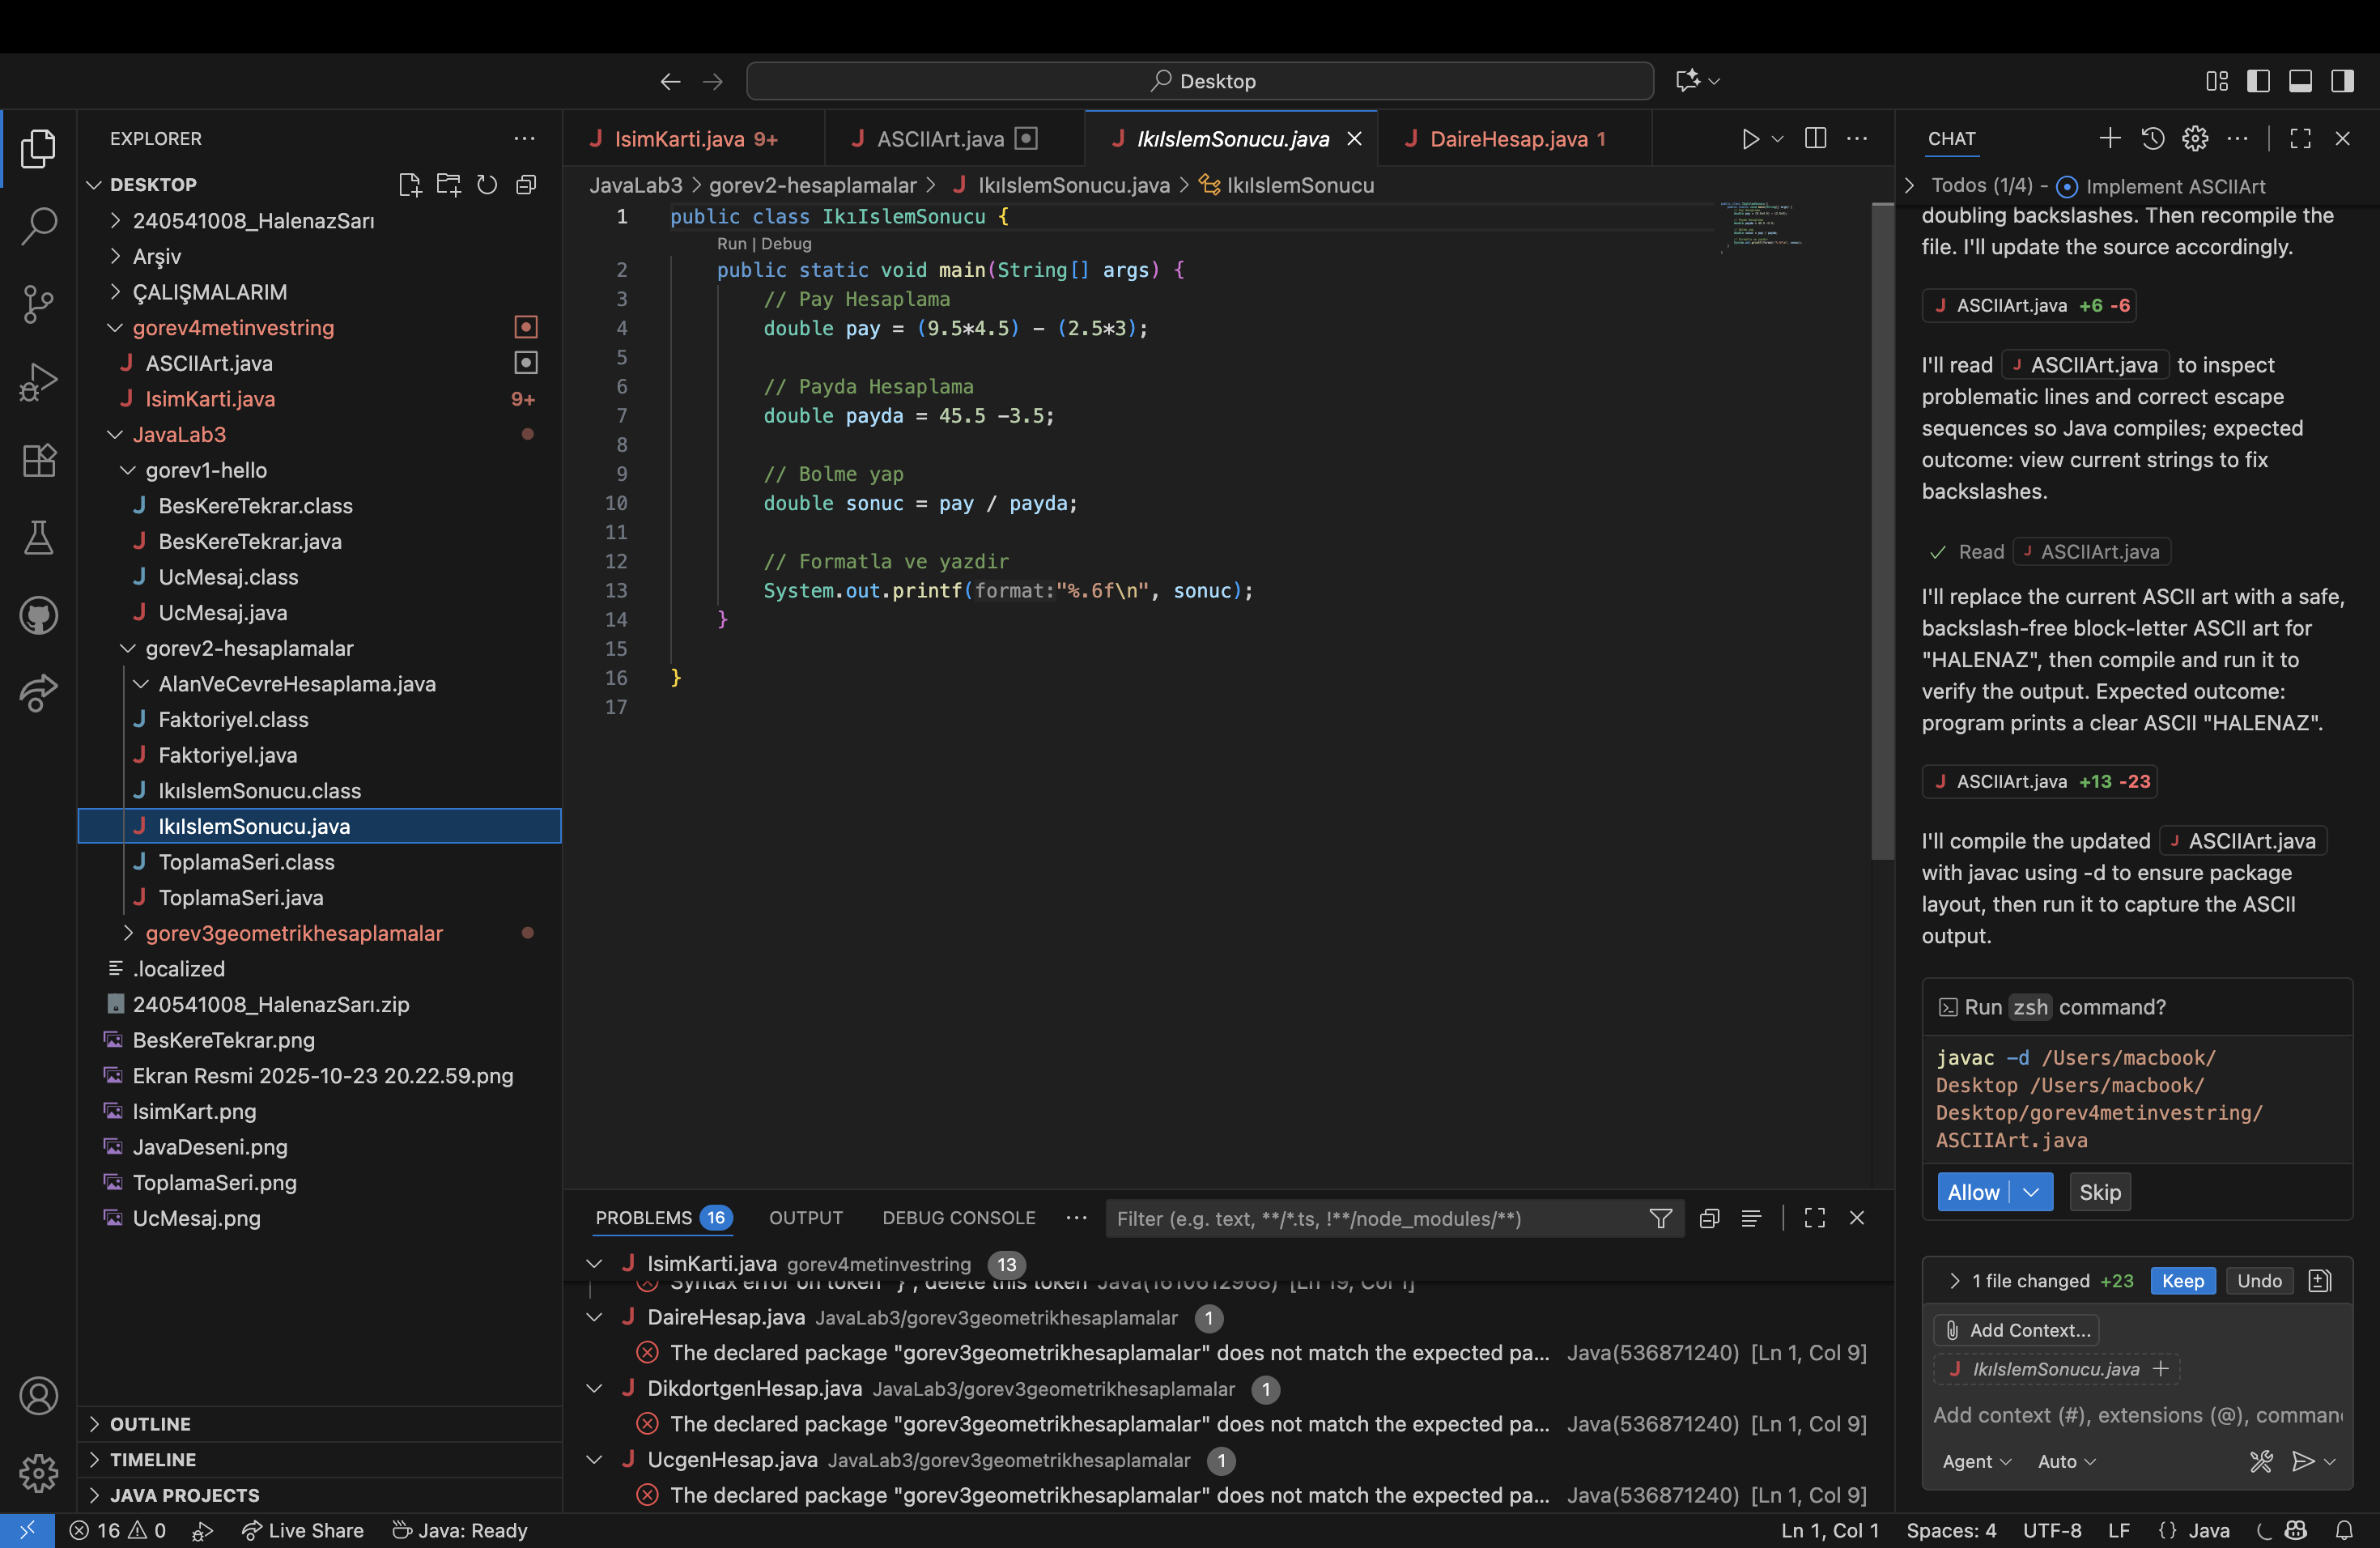 Desktop
EXPLORER
DESKTOP
240541008_HalenazSarı
Arşiv
ÇALIŞMALARIM
gorev4metinvestring
ASCIIArt.java
IsimKarti.java 9+
JavaLab3
gorev1-hello
BesKereTekrar.class
BesKereTekrar.java
UcMesaj.class
UcMesaj.java
gorev2-hesaplamalar
AlanVeCevreHesaplama.java
Faktoriyel.class
Faktoriyel.java
IkıIslemSonucu.class
IkıIslemSonucu.java
ToplamaSeri.class
ToplamaSeri.java
gorev3geometrikhesaplamalar
.localized
240541008_HalenazSarı.zip
BesKereTekrar.png
Ekran Resmi 2025-10-23 20.22.59.png
IsimKart.png
JavaDeseni.png
ToplamaSeri.png
UcMesaj.png
OUTLINE
TIMELINE
JAVA PROJECTS
IsimKarti.java 9+ ASCIIArt.java IkıIslemSonucu.java DaireHesap.java 1
JavaLab3 > gorev2-hesaplamalar > IkıIslemSonucu.java > IkıIslemSonucu
1 public class IkıIslemSonucu {
Run | Debug
2 public static void main(String[] args) {
3 // Pay Hesaplama
4 double pay = (9.5*4.5) - (2.5*3);
5
6 // Payda Hesaplama
7 double payda = 45.5 -3.5;
8
9 // Bolme yap
10 double sonuc = pay / payda;
11
12 // Formatla ve yazdir
13 System.out.printf(format:"%.6f\n", sonuc);
14 }
15
16 }
17
PROBLEMS 16 OUTPUT DEBUG CONSOLE Filter (e.g. text, **/*.ts, !**/node_modules/**)
IsimKarti.java gorev4metinvestring 13
Syntax error on token "}", delete this token Java(1610612968) [Ln 19, Col 1]
DaireHesap.java JavaLab3/gorev3geometrikhesaplamalar 1
The declared package "gorev3geometrikhesaplamalar" does not match the expected pa... Java(536871240) [Ln 1, Col 9]
DikdortgenHesap.java JavaLab3/gorev3geometrikhesaplamalar 1
The declared package "gorev3geometrikhesaplamalar" does not match the expected pa... Java(536871240) [Ln 1, Col 9]
UcgenHesap.java JavaLab3/gorev3geometrikhesaplamalar 1
The declared package "gorev3geometrikhesaplamalar" does not match the expected pa... Java(536871240) [Ln 1, Col 9]
CHAT
Todos (1/4) - Implement ASCIIArt
doubling backslashes. Then recompile the
file. I'll update the source accordingly.
ASCIIArt.java +6 -6
I'll read ASCIIArt.java to inspect
problematic lines and correct escape
sequences so Java compiles; expected
outcome: view current strings to fix
backslashes.
Read ASCIIArt.java
I'll replace the current ASCII art with a safe,
backslash-free block-letter ASCII art for
"HALENAZ", then compile and run it to
verify the output. Expected outcome:
program prints a clear ASCII "HALENAZ".
ASCIIArt.java +13 -23
I'll compile the updated ASCIIArt.java
with javac using -d to ensure package
layout, then run it to capture the ASCII
output.
Run zsh command?
javac -d /Users/macbook/
Desktop /Users/macbook/
Desktop/gorev4metinvestring/
ASCIIArt.java
Allow Skip
1 file changed +23 Keep Undo
Add Context...
IkıIslemSonucu.java +
Add context (#), extensions (@), comman
Agent Auto
16 0 Live Share Java: Ready Ln 1, Col 1 Spaces: 4 UTF-8 LF {} Java